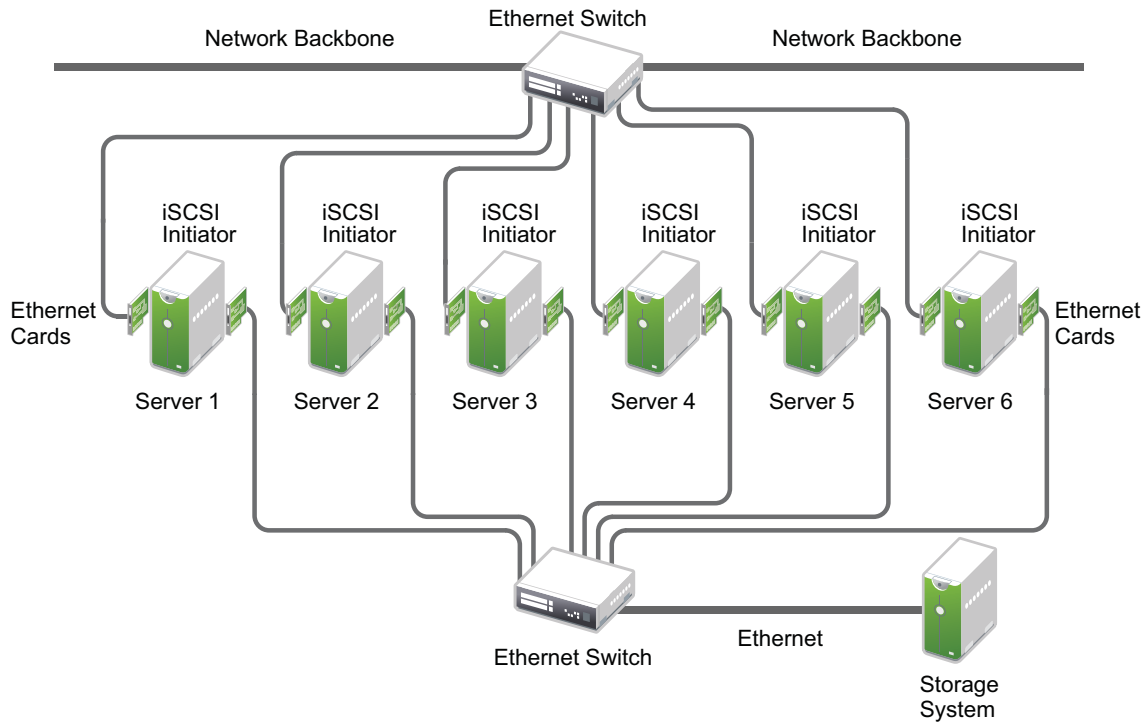 Ethernet Switch
Network Backbone
Network Backbone
iSCSI
Initiator
iSCSI
Initiator
iSCSI
Initiator
iSCSI
Initiator
iSCSI
Initiator
iSCSI
Initiator
Ethernet
Cards
Ethernet
Cards
Server 1
Server 2
Server 3
Server 4
Server 5
Server 6
Ethernet
Ethernet Switch
Storage
System